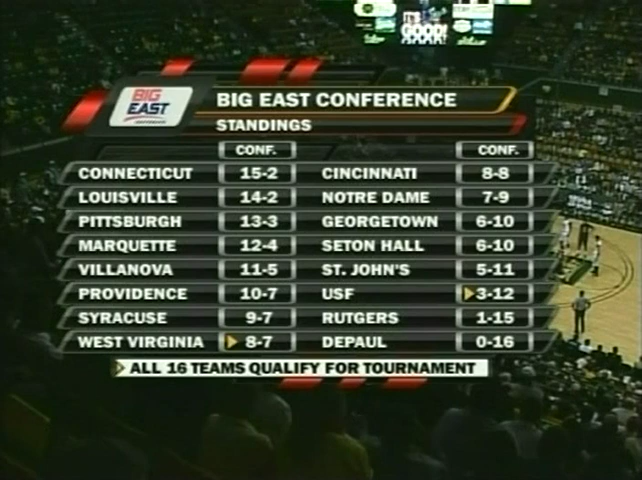 IT'S
GOOD!
BIG
EAST
CONFERENCE
BIG EAST CONFERENCE
STANDINGS
CONF. CONF.
CONNECTICUT 15-2 CINCINNATI 8-8
LOUISVILLE 14-2 NOTRE DAME 7-9
PITTSBURGH 13-3 GEORGETOWN 6-10
MARQUETTE 12-4 SETON HALL 6-10
VILLANOVA 11-5 ST. JOHN'S 5-11
PROVIDENCE 10-7 USF 3-12
SYRACUSE 9-7 RUTGERS 1-15
WEST VIRGINIA 8-7 DEPAUL 0-16
ALL 16 TEAMS QUALIFY FOR TOURNAMENT